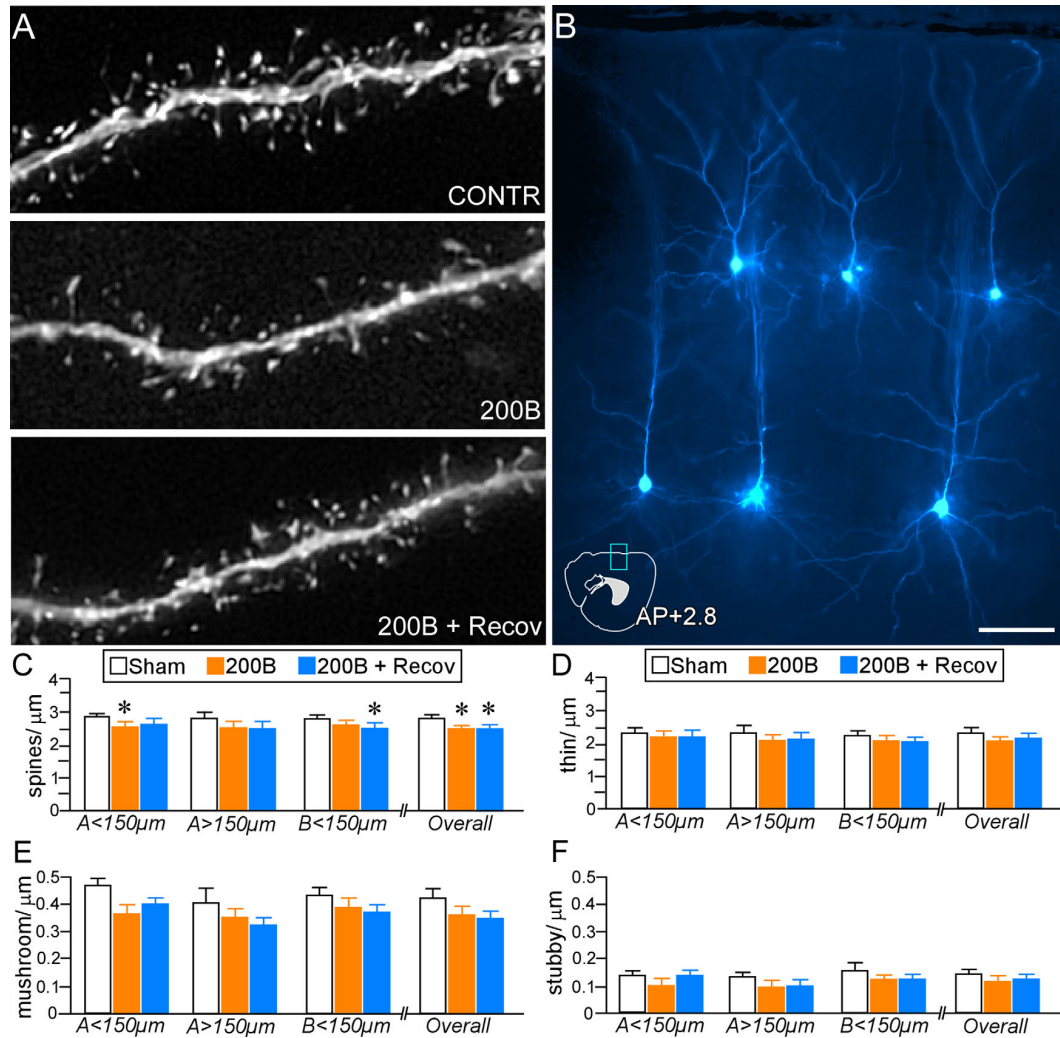 A
CONTR
200B
200B + Recov
B
AP+2.8
C
Sham 200B 200B + Recov
spines/ μm
4
3
2
1
0
* * * *
A<150μm A>150μm B<150μm Overall
D
Sham 200B 200B + Recov
thin/ μm
4
3
2
1
0
A<150μm A>150μm B<150μm Overall
E
mushroom/ μm
0.5
0.4
0.3
0.2
0.1
0
A<150μm A>150μm B<150μm Overall
F
stubby/ μm
0.5
0.4
0.3
0.2
0.1
0
A<150μm A>150μm B<150μm Overall